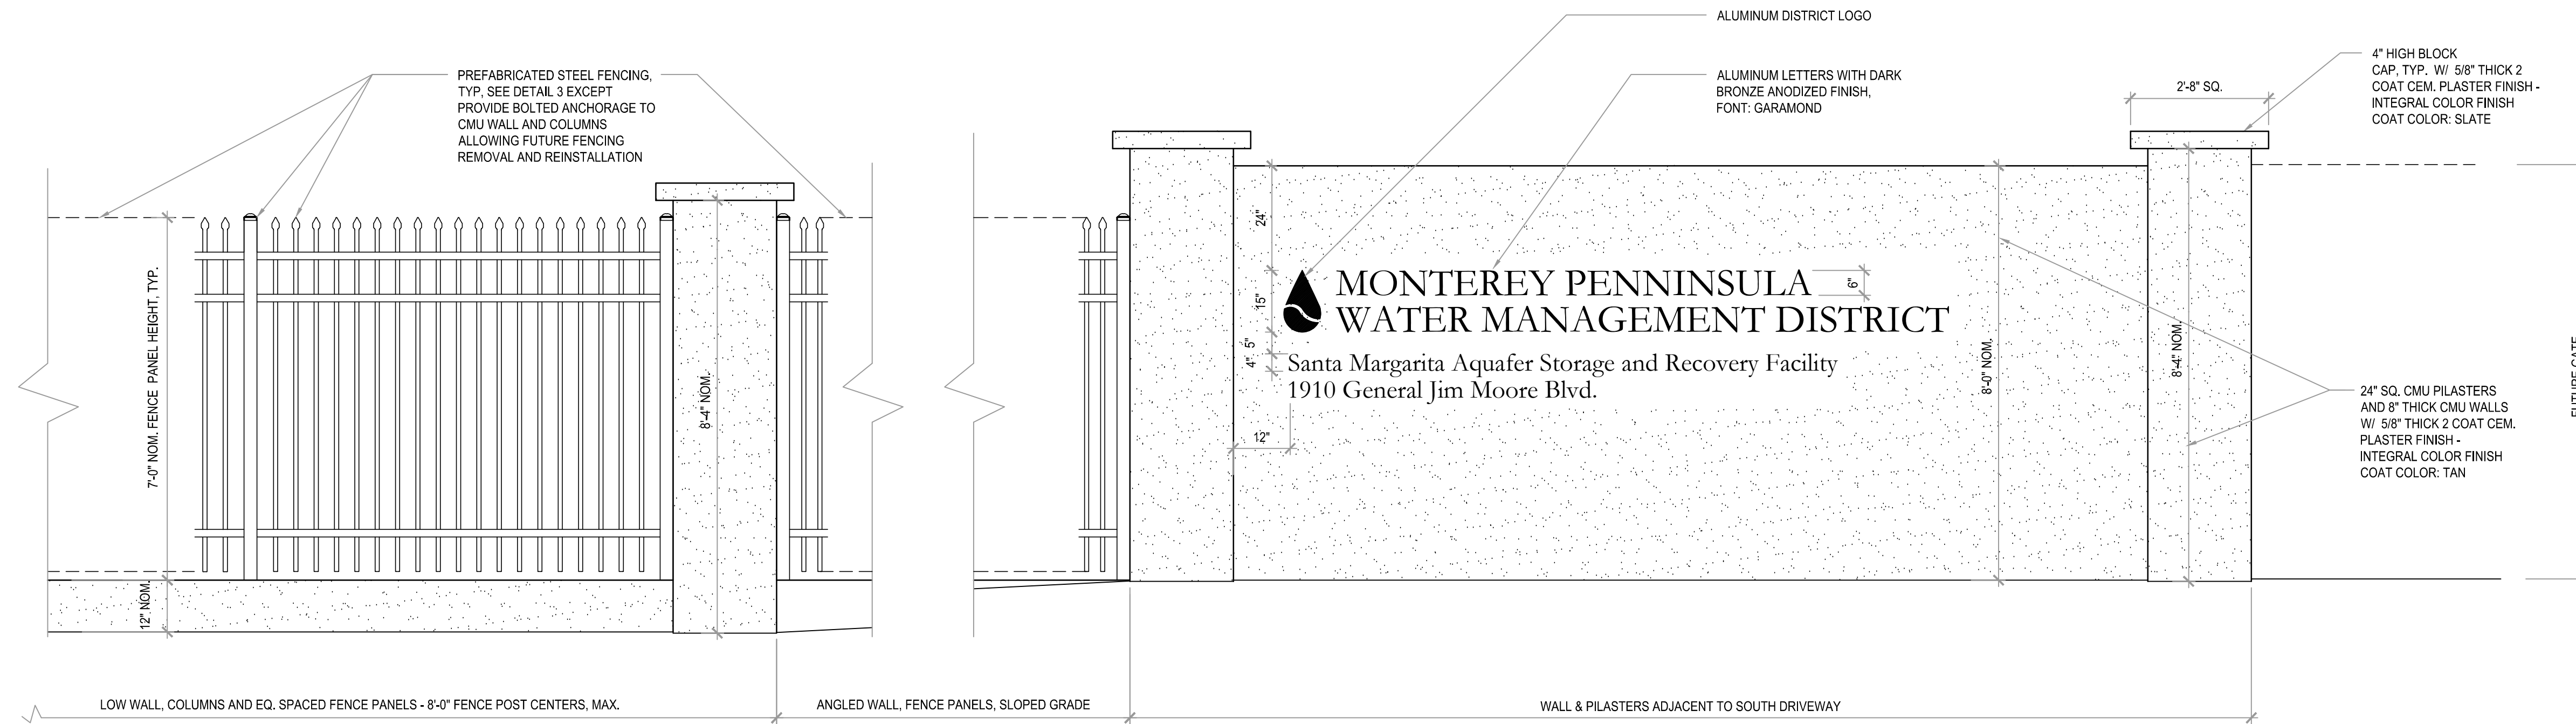 ALUMINUM DISTRICT LOGO
PREFABRICATED STEEL FENCING,
TYP, SEE DETAIL 3 EXCEPT
PROVIDE BOLTED ANCHORAGE TO
CMU WALL AND COLUMNS
ALLOWING FUTURE FENCING
REMOVAL AND REINSTALLATION
ALUMINUM LETTERS WITH DARK
BRONZE ANODIZED FINISH,
FONT: GARAMOND
4" HIGH BLOCK
CAP, TYP. W/ 5/8" THICK 2
COAT CEM. PLASTER FINISH -
INTEGRAL COLOR FINISH
COAT COLOR: SLATE
2'-8" SQ.
7'-0" NOM. FENCE PANEL HEIGHT, TYP.
12" NOM.
8'-4" NOM.
24"
15"
5"
4"
12"
MONTEREY PENNINSULA
WATER MANAGEMENT DISTRICT
6"
Santa Margarita Aquafer Storage and Recovery Facility
1910 General Jim Moore Blvd.
8'-0" NOM.
8'-4" NOM.
24" SQ. CMU PILASTERS
AND 8" THICK CMU WALLS
W/ 5/8" THICK 2 COAT CEM.
PLASTER FINISH -
INTEGRAL COLOR FINISH
COAT COLOR: TAN
FUTURE GATE
LOW WALL, COLUMNS AND EQ. SPACED FENCE PANELS - 8'-0" FENCE POST CENTERS, MAX.
ANGLED WALL, FENCE PANELS, SLOPED GRADE
WALL & PILASTERS ADJACENT TO SOUTH DRIVEWAY